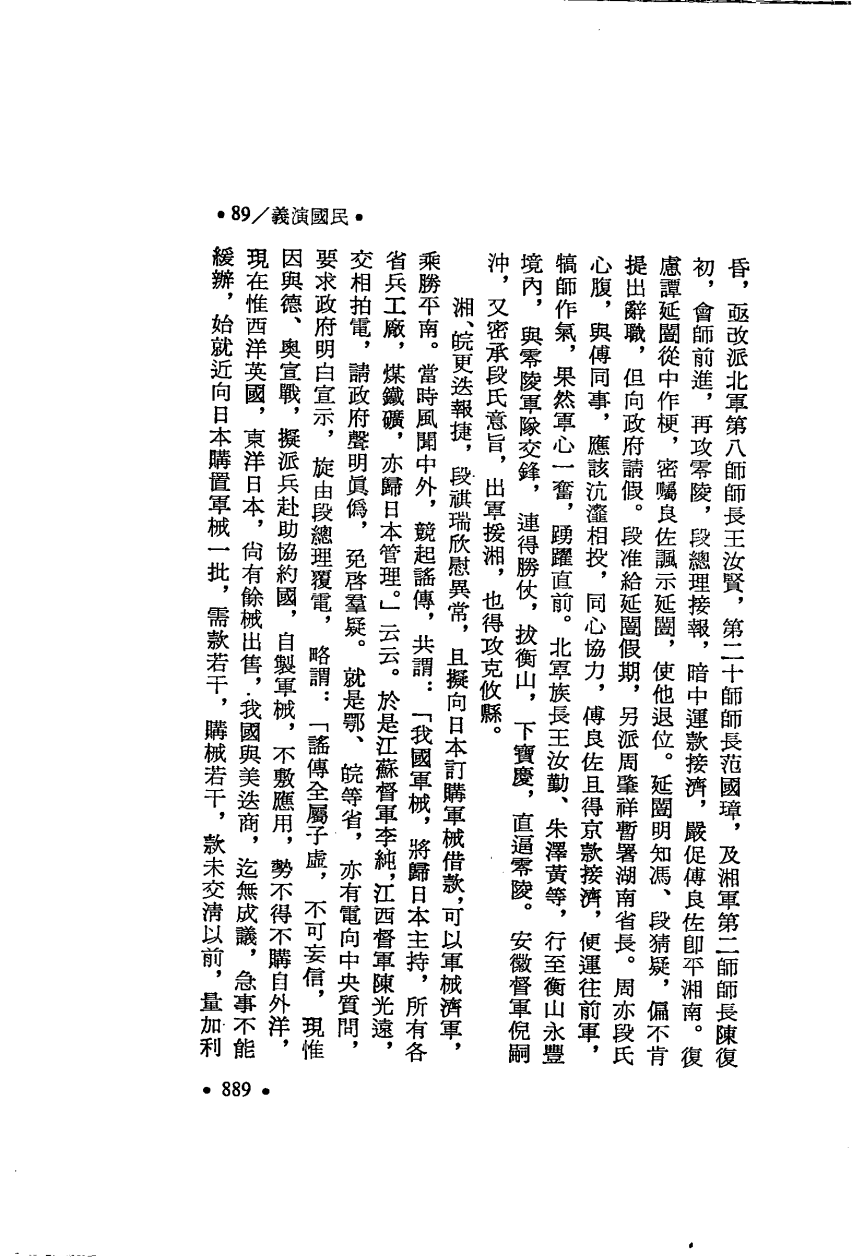 •89／義演國民•
昏，亟改派北軍第八師師長王汝賢，第二十師師長范國璋，及湘軍第二師師長陳復
初，會師前進，再攻零陵，段總理接報，暗中運款接濟，嚴促傅良佐卽平湘南。復
慮譚延闓從中作梗，密囑良佐諷示延闓，使他退位。延闓明知馮、段猜疑，偏不肯
提出辭職，但向政府請假。段准給延闓假期，另派周肇祥暫署湖南省長。周亦段氏
心腹，與傅同事，應該沆瀣相投，同心協力，傅良佐且得京款接濟，便運往前軍，
犒師作氣，果然軍心一奮，踴躍直前。北軍族長王汝勤、朱澤黃等，行至衡山永豐
境內，與零陵軍隊交鋒，連得勝仗，拔衡山，下寶慶，直逼零陵。安徽督軍倪嗣
沖，又密承段氏意旨，出軍援湘，也得攻克攸縣。
湘、皖更迭報捷，段祺瑞欣慰異常，且擬向日本訂購軍械借款，可以軍械濟軍，
乘勝平南。當時風聞中外，競起謠傳，共謂：「我國軍械，將歸日本主持，所有各
省兵工廠，煤鐵礦，亦歸日本管理。」云云。於是江蘇督軍李純，江西督軍陳光遠，
交相拍電，請政府聲明眞僞，免啓羣疑。就是鄂、皖等省，亦有電向中央質問，
要求政府明白宣示，旋由段總理覆電，略謂：「謠傳全屬子虛，不可妄信，現惟
因與德、奧宣戰，擬派兵赴助協約國，自製軍械，不敷應用，勢不得不購自外洋，
現在惟西洋英國，東洋日本，尙有餘械出售，我國與美迭商，迄無成議，急事不能
緩辦，始就近向日本購置軍械一批，需款若干，購械若干，款未交淸以前，量加利
•889•